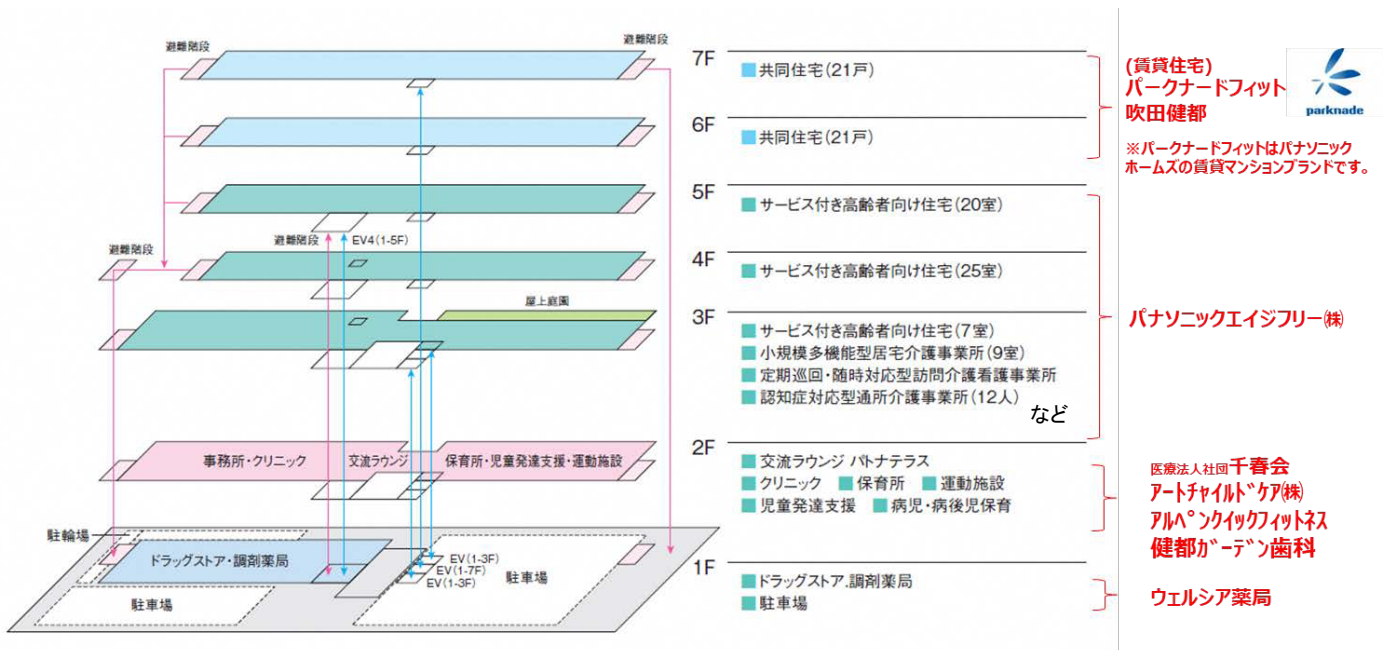 避難階段
避難階段
7F
共同住宅(21戸)
(賃貸住宅)
パークナードフィット
吹田健都
parknade
6F
共同住宅(21戸)
※パークナードフィットはパナソニック
ホームズの賃貸マンションブランドです。
5F
サービス付き高齢者向け住宅(20室)
避難階段
EV4(1-5F)
避難階段
4F
サービス付き高齢者向け住宅(25室)
屋上庭園
3F
サービス付き高齢者向け住宅(7室)
小規模多機能型居宅介護事業所(9室)
定期巡回・随時対応型訪問介護看護事業所
認知症対応型通所介護事業所(12人)
など
パナソニックエイジフリー㈱
事務所・クリニック
交流ラウンジ
保育所・児童発達支援・運動施設
2F
交流ラウンジ パトナテラス
クリニック 保育所 運動施設
児童発達支援 病児・病後児保育
医療法人社団千春会
アートチャイルドケア㈱
アルペンクイックフィットネス
健都ガーデン歯科
駐輪場
ドラッグストア・調剤薬局
EV(1-3F)
EV(1-7F)
EV(1-3F)
駐車場
駐車場
1F
ドラッグストア.調剤薬局
駐車場
ウェルシア薬局